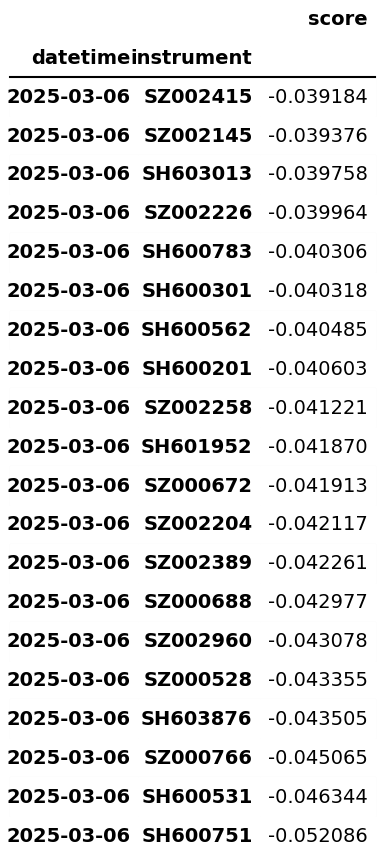 score
datetime instrument
2025-03-06 SZ002415 -0.039184
2025-03-06 SZ002145 -0.039376
2025-03-06 SH603013 -0.039758
2025-03-06 SZ002226 -0.039964
2025-03-06 SH600783 -0.040306
2025-03-06 SH600301 -0.040318
2025-03-06 SH600562 -0.040485
2025-03-06 SH600201 -0.040603
2025-03-06 SZ002258 -0.041221
2025-03-06 SH601952 -0.041870
2025-03-06 SZ000672 -0.041913
2025-03-06 SZ002204 -0.042117
2025-03-06 SZ002389 -0.042261
2025-03-06 SZ000688 -0.042977
2025-03-06 SZ002960 -0.043078
2025-03-06 SZ000528 -0.043355
2025-03-06 SH603876 -0.043505
2025-03-06 SZ000766 -0.045065
2025-03-06 SH600531 -0.046344
2025-03-06 SH600751 -0.052086